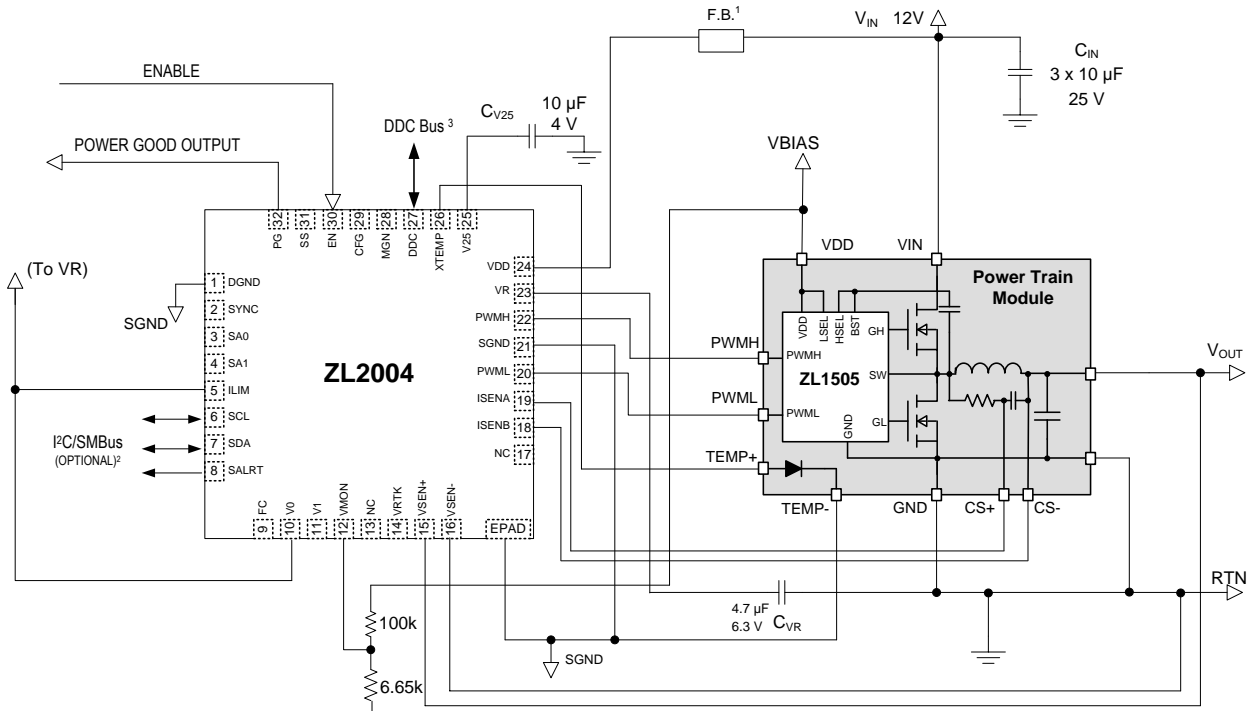 F.B.¹
V_IN 12V
C_IN
3 x 10 µF
25 V
ENABLE
POWER GOOD OUTPUT
C_V25
10 µF
4 V
DDC Bus ³
VBIAS
32 31 30 29 28 27 26 25
PG SS EN CFG MGN DDC XTEMP V25
(To VR)
SGND
1 DGND
2 SYNC
3 SA0
4 SA1
5 ILIM
6 SCL
7 SDA
8 SALRT
I²C/SMBus
(OPTIONAL)²
ZL2004
VDD 24
VR 23
PWMH 22
SGND 21
PWML 20
ISENA 19
ISENB 18
NC 17
FC V0 V1 VMON NC VRTK VSEN+ VSEN-
9 10 11 12 13 14 15 16
EPAD
VDD
VIN
Power Train
Module
VDD LSEL HSEL BST
GH
PWMH
PWMH
ZL1505
SW
PWML
PWML
GND
GL
TEMP+
TEMP-
GND
CS+
CS-
V_OUT
RTN
4.7 µF
6.3 V
C_VR
100k
SGND
6.65k